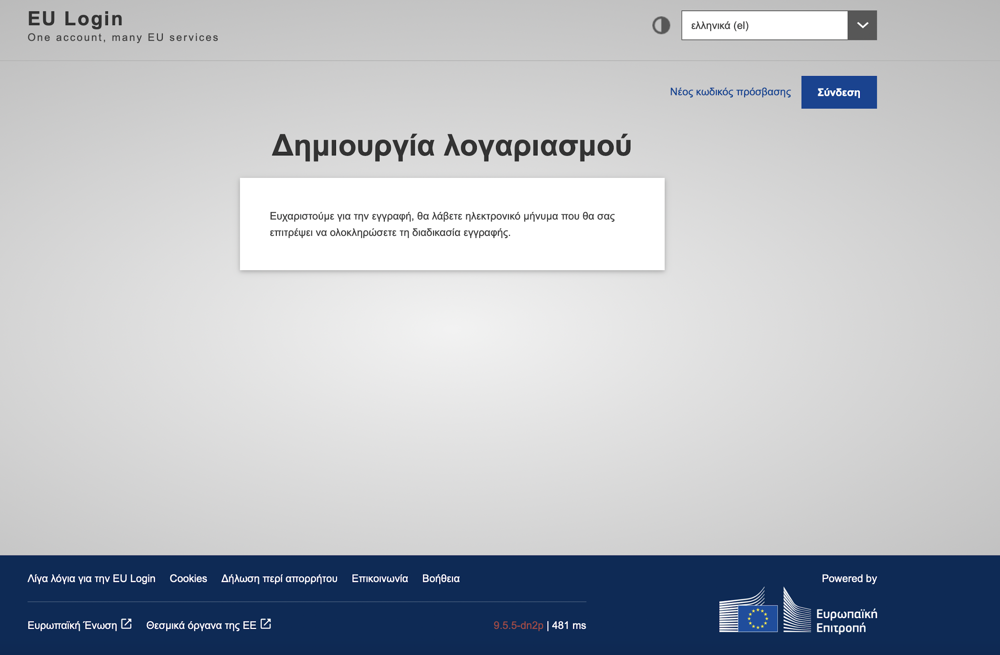 EU Login
One account, many EU services
ελληνικά (el)
Νέος κωδικός πρόσβασης
Σύνδεση
Δημιουργία λογαριασμού
Ευχαριστούμε για την εγγραφή, θα λάβετε ηλεκτρονικό μήνυμα που θα σας
επιτρέψει να ολοκληρώσετε τη διαδικασία εγγραφής.
Λίγα λόγια για την EU Login
Cookies
Δήλωση περί απορρήτου
Επικοινωνία
Βοήθεια
Powered by
Ευρωπαϊκή Ένωση
Θεσμικά όργανα της ΕΕ
9.5.5-dn2p | 481 ms
Ευρωπαϊκή
Επιτροπή